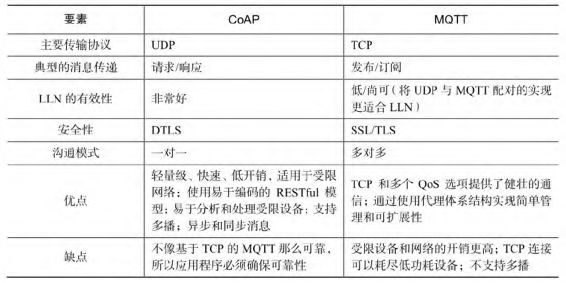 要素 CoAP MQTT
主要传输协议 UDP TCP
典型的消息传递 请求/响应 发布/订阅
LLN 的有效性 非常好 低/尚可(将 UDP 与 MQTT 配对的实现
更适合 LLN)
安全性 DTLS SSL/TLS
沟通模式 一对一 多对多
优点
轻量级、快速、低开销，适用于受限
网络；使用易于编码的 RESTful 模
型；易于分析和处理受限设备；支持
多播；异步和同步消息
TCP 和多个 QoS 选项提供了健壮的通
信；通过使用代理体系结构实现简单管
理和可扩展性
缺点
不像基于 TCP 的 MQTT 那么可靠，
所以应用程序必须确保可靠性
受限设备和网络的开销更高；TCP 连接
可以耗尽低功耗设备；不支持多播